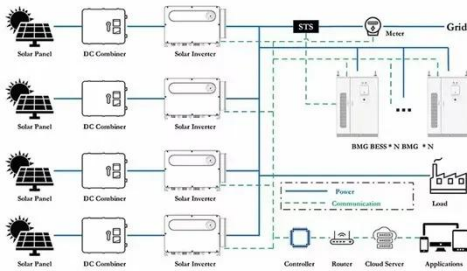 STS
Meter
Grid
Solar Panel
DC Combiner
Solar Inverter
Solar Panel
DC Combiner
Solar Inverter
BMG BESS * N BMG * N
Solar Panel
DC Combiner
Solar Inverter
Power
Communication
Load
Solar Panel
DC Combiner
Solar Inverter
Controller
Router
Cloud Server
Applications